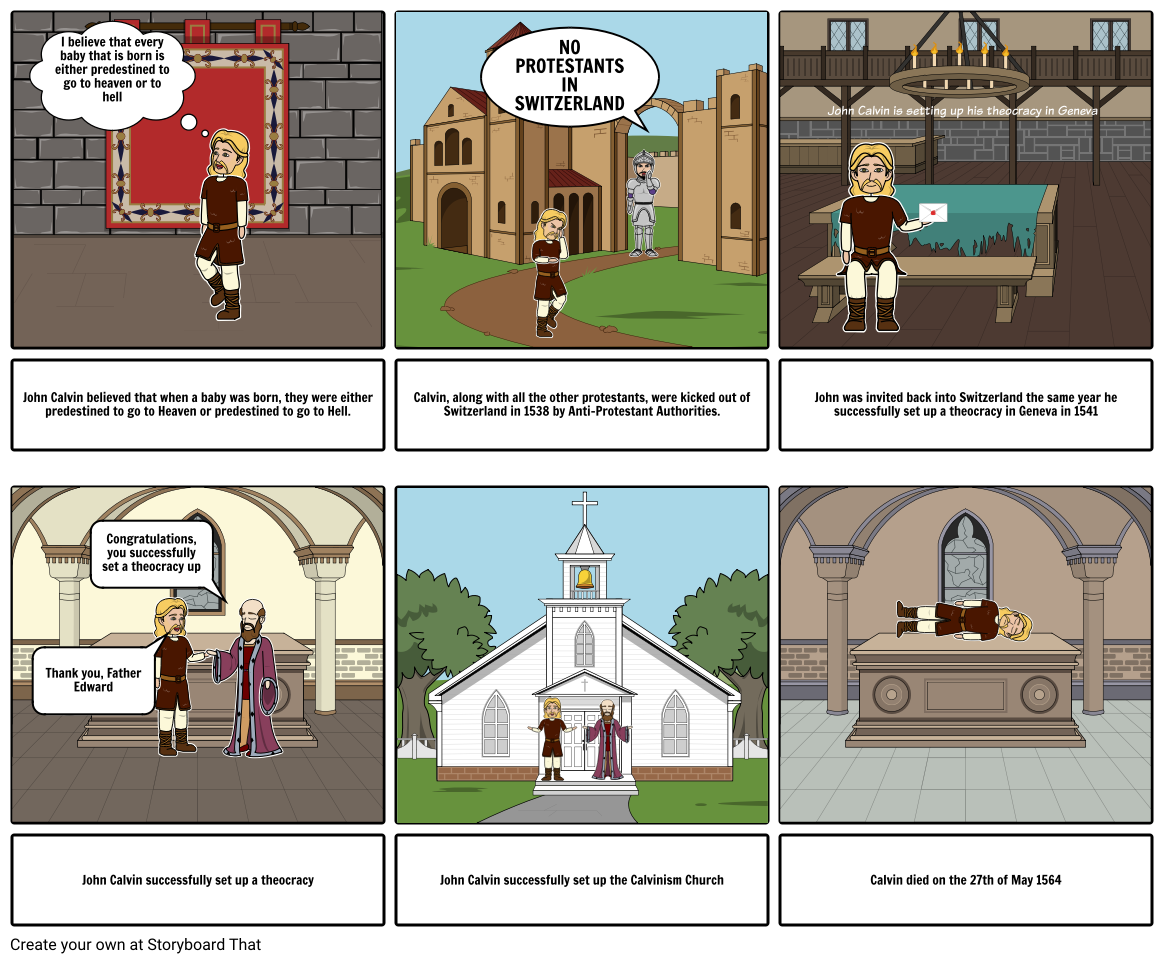 I believe that every
baby that is born is
either predestined to
go to heaven or to
hell
NO
PROTESTANTS
IN
SWITZERLAND
John Calvin is setting up his theocracy in Geneva
John Calvin believed that when a baby was born, they were either
predestined to go to Heaven or predestined to go to Hell.
Calvin, along with all the other protestants, were kicked out of
Switzerland in 1538 by Anti-Protestant Authorities.
John was invited back into Switzerland the same year he
successfully set up a theocracy in Geneva in 1541
Congratulations,
you successfully
set a theocracy up
Thank you, Father
Edward
John Calvin successfully set up a theocracy
John Calvin successfully set up the Calvinism Church
Calvin died on the 27th of May 1564
Create your own at Storyboard That